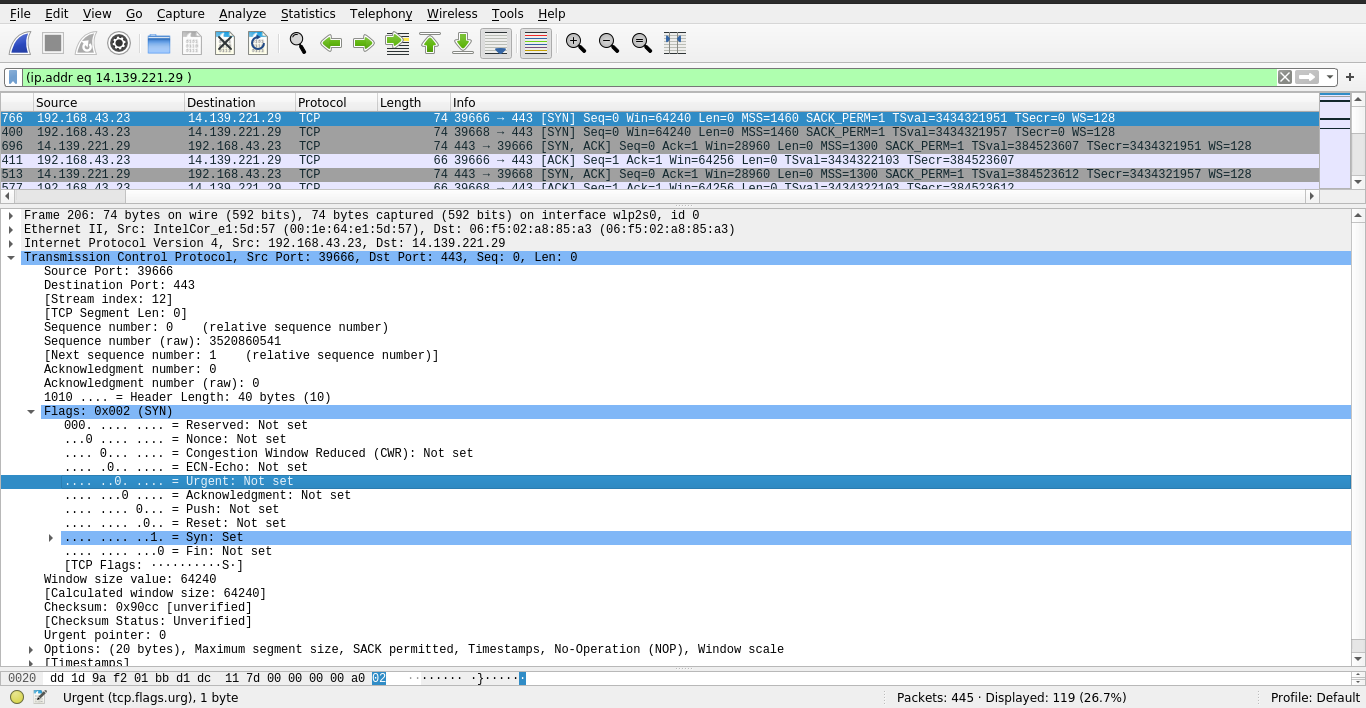 File Edit View Go Capture Analyze Statistics Telephony Wireless Tools Help
(ip.addr eq 14.139.221.29 )
Source Destination Protocol Length Info
766 192.168.43.23 14.139.221.29 TCP 74 39666 → 443 [SYN] Seq=0 Win=64240 Len=0 MSS=1460 SACK_PERM=1 TSval=3434321951 TSecr=0 WS=128
400 192.168.43.23 14.139.221.29 TCP 74 39668 → 443 [SYN] Seq=0 Win=64240 Len=0 MSS=1460 SACK_PERM=1 TSval=3434321957 TSecr=0 WS=128
696 14.139.221.29 192.168.43.23 TCP 74 443 → 39666 [SYN, ACK] Seq=0 Ack=1 Win=28960 Len=0 MSS=1300 SACK_PERM=1 TSval=384523607 TSecr=3434321951 WS=128
411 192.168.43.23 14.139.221.29 TCP 66 39666 → 443 [ACK] Seq=1 Ack=1 Win=64256 Len=0 TSval=3434322103 TSecr=384523607
513 14.139.221.29 192.168.43.23 TCP 74 443 → 39668 [SYN, ACK] Seq=0 Ack=1 Win=28960 Len=0 MSS=1300 SACK_PERM=1 TSval=384523612 TSecr=3434321957 WS=128
577 192.168.43.23 14.139.221.29 TCP 66 39668 → 443 [ACK] Seq=1 Ack=1 Win=64256 Len=0 TSval=3434322103 TSecr=384523612
Frame 206: 74 bytes on wire (592 bits), 74 bytes captured (592 bits) on interface wlp2s0, id 0
Ethernet II, Src: IntelCor_e1:5d:57 (00:1e:64:e1:5d:57), Dst: 06:f5:02:a8:85:a3 (06:f5:02:a8:85:a3)
Internet Protocol Version 4, Src: 192.168.43.23, Dst: 14.139.221.29
Transmission Control Protocol, Src Port: 39666, Dst Port: 443, Seq: 0, Len: 0
Source Port: 39666
Destination Port: 443
[Stream index: 12]
[TCP Segment Len: 0]
Sequence number: 0 (relative sequence number)
Sequence number (raw): 3520860541
[Next sequence number: 1 (relative sequence number)]
Acknowledgment number: 0
Acknowledgment number (raw): 0
1010 .... = Header Length: 40 bytes (10)
Flags: 0x002 (SYN)
000. .... .... = Reserved: Not set
...0 .... .... = Nonce: Not set
.... 0... .... = Congestion Window Reduced (CWR): Not set
.... .0.. .... = ECN-Echo: Not set
.... ..0. .... = Urgent: Not set
.... ...0 .... = Acknowledgment: Not set
.... .... 0... = Push: Not set
.... .... .0.. = Reset: Not set
.... .... ..1. = Syn: Set
.... .... ...0 = Fin: Not set
[TCP Flags: ··········S·]
Window size value: 64240
[Calculated window size: 64240]
Checksum: 0x90cc [unverified]
[Checksum Status: Unverified]
Urgent pointer: 0
Options: (20 bytes), Maximum segment size, SACK permitted, Timestamps, No-Operation (NOP), Window scale
[Timestamps]
0020 dd 1d 9a f2 01 bb d1 dc 11 7d 00 00 00 00 a0 02 ········ ·}······
Urgent (tcp.flags.urg), 1 byte Packets: 445 · Displayed: 119 (26.7%) Profile: Default